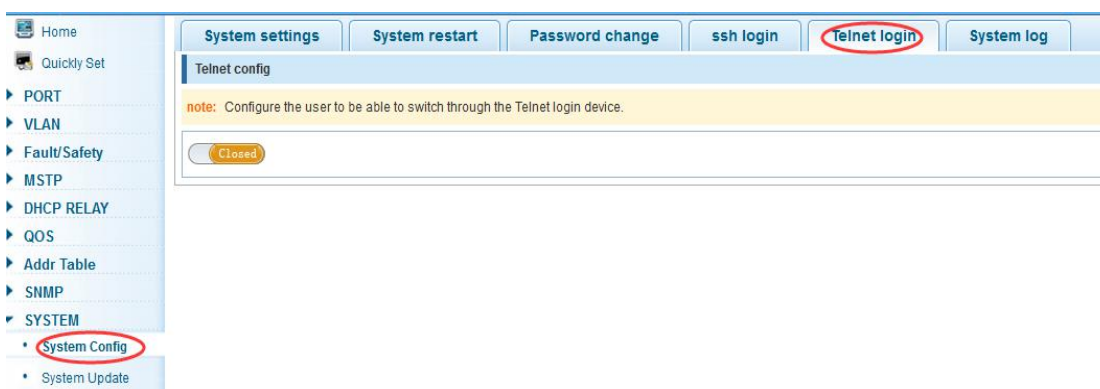 Home
Quickly Set
PORT
VLAN
Fault/Safety
MSTP
DHCP RELAY
QOS
Addr Table
SNMP
SYSTEM
System Config
System Update
System settings
System restart
Password change
ssh login
Telnet login
System log
Telnet config
note: Configure the user to be able to switch through the Telnet login device.
Closed